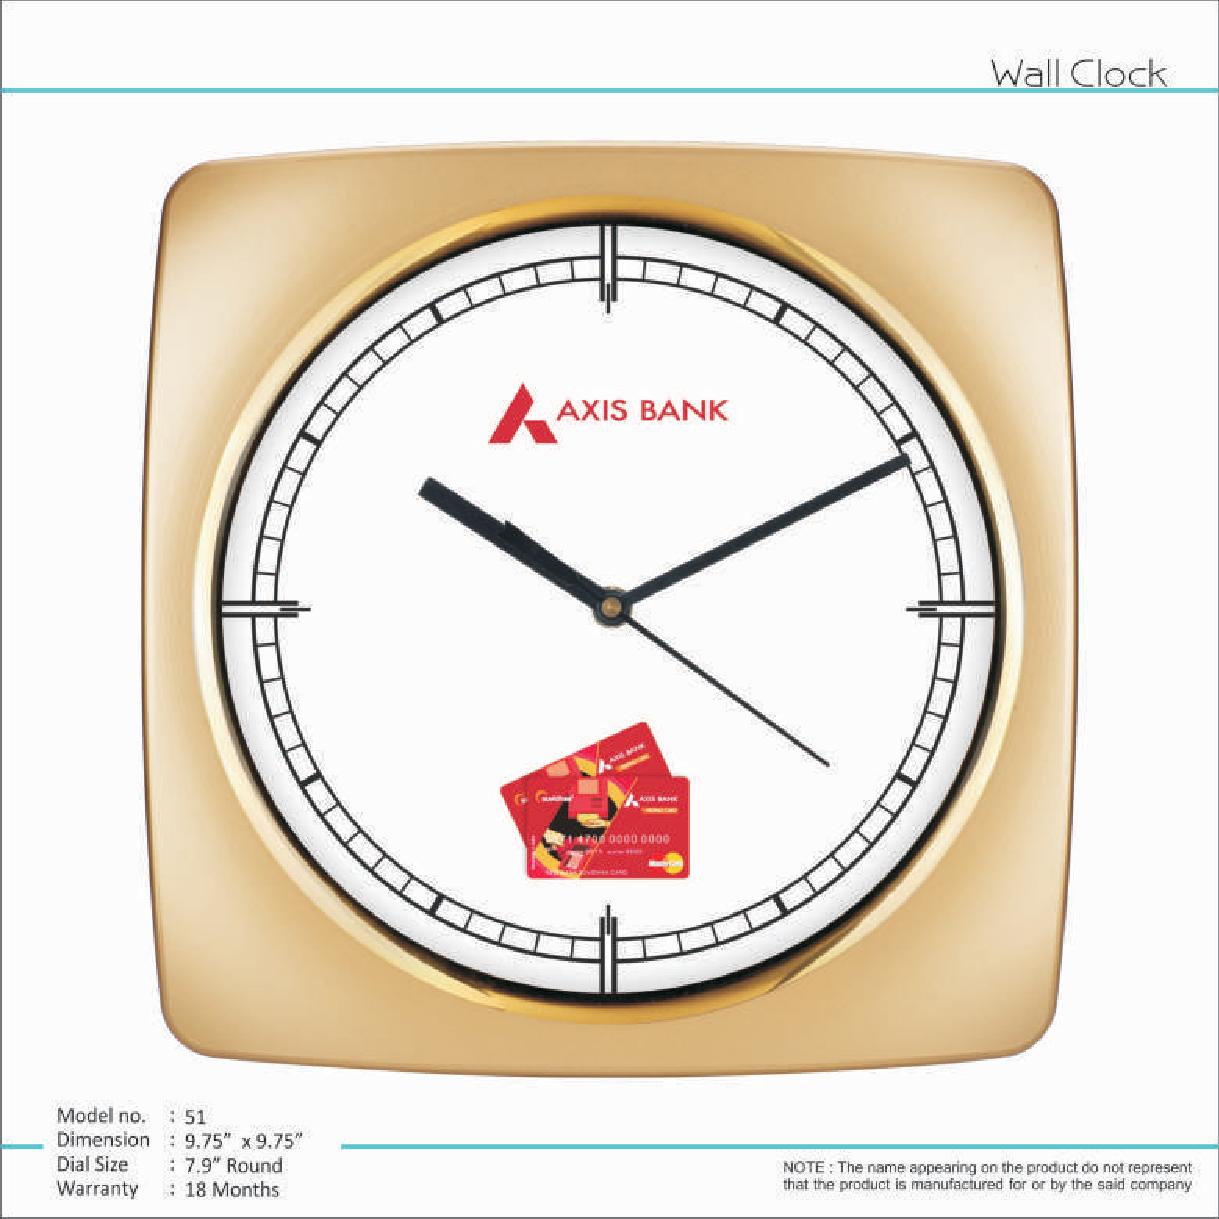 Wall Clock
AXIS BANK
AXIS BANK
AXIS BANK
4700 0000 0000
MasterCard
Model no. : 51
Dimension : 9.75" x 9.75"
Dial Size : 7.9" Round
Warranty : 18 Months
NOTE : The name appearing on the product do not represent
that the product is manufactured for or by the said company